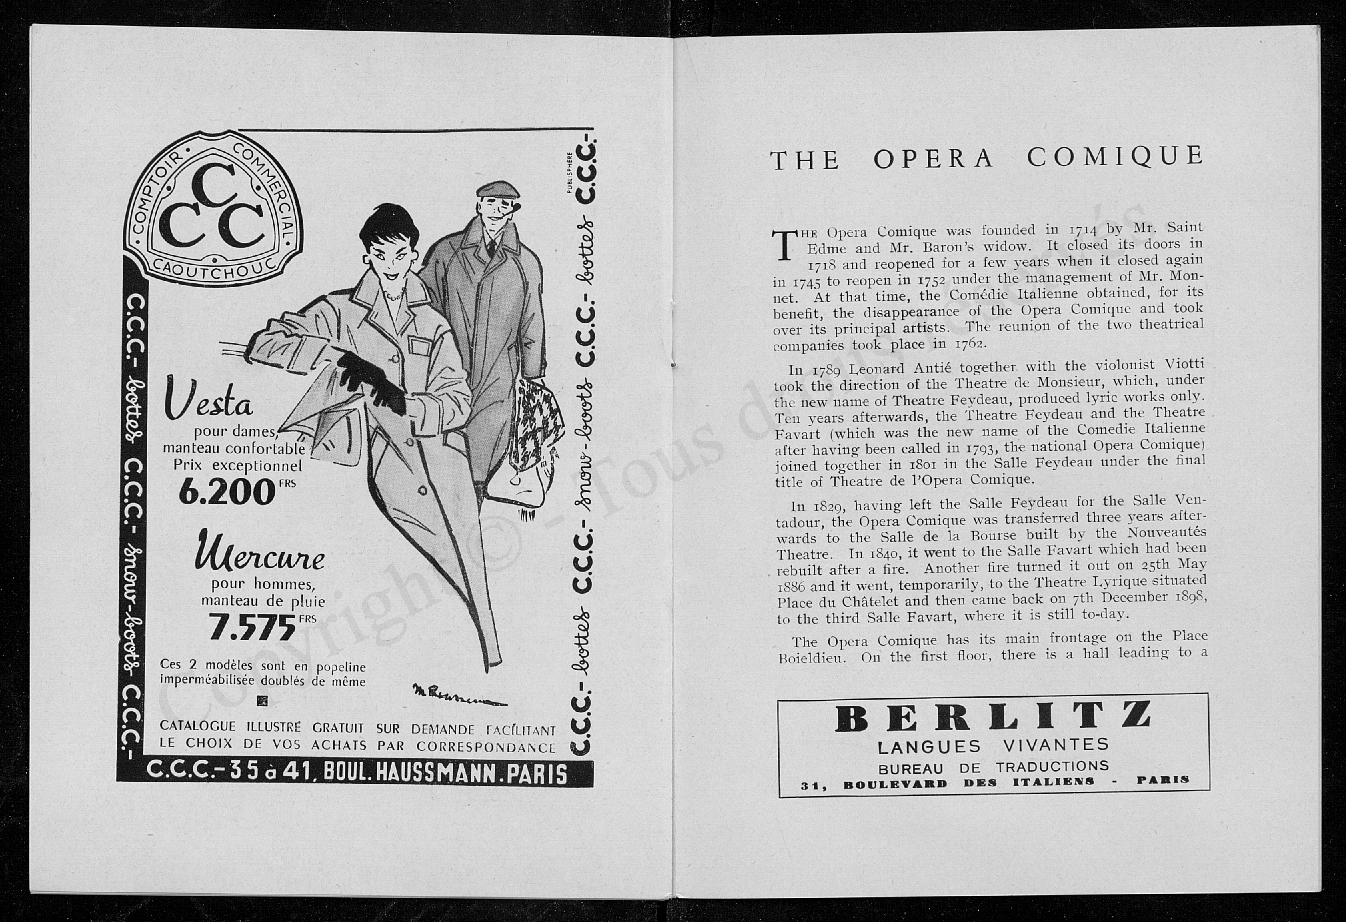 COMPTOIR · COMMERCIAL · CAOUTCHOUC
C
C C
PUBLISPHÈRE
C.C.C.- bottes C.C.C.- snow-boots C.C.C.-
C.C.C.- bottes C.C.C.- snow-boots C.C.C.- bottes C.C.C.-
Vesta
pour dames,
manteau confortable
Prix exceptionnel
6.200 FRS
Mercure
pour hommes,
manteau de pluie
7.575 FRS
Ces 2 modèles sont en popeline
imperméabilisée doublés de même
CATALOGUE ILLUSTRÉ GRATUIT SUR DEMANDE FACILITANT
LE CHOIX DE VOS ACHATS PAR CORRESPONDANCE
C.C.C.-35 à 41, BOUL. HAUSSMANN. PARIS
THE OPERA COMIQUE
THE Opera Comique was founded in 1714 by Mr. Saint
Edme and Mr. Baron's widow. It closed its doors in
1718 and reopened for a few years when it closed again
in 1745 to reopen in 1752 under the management of Mr. Mon-
net. At that time, the Comédie Italienne obtained, for its
benefit, the disappearance of the Opera Comique and took
over its principal artists. The reunion of the two theatrical
companies took place in 1762.
In 1789 Leonard Antié together with the violonist Viotti
took the direction of the Theatre de Monsieur, which, under
the new name of Theatre Feydeau, produced lyric works only.
Ten years afterwards, the Theatre Feydeau and the Theatre
Favart (which was the new name of the Comedie Italienne
after having been called in 1793, the national Opera Comique)
joined together in 1801 in the Salle Feydeau under the final
title of Theatre de l'Opera Comique.
In 1829, having left the Salle Feydeau for the Salle Ven-
tadour, the Opera Comique was transferred three years after-
wards to the Salle de la Bourse built by the Nouveautés
Theatre. In 1840, it went to the Salle Favart which had been
rebuilt after a fire. Another fire turned it out on 25th May
1886 and it went, temporarily, to the Theatre Lyrique situated
Place du Châtelet and then came back on 7th December 1898,
to the third Salle Favart, where it is still to-day.
The Opera Comique has its main frontage on the Place
Boieldieu. On the first floor, there is a hall leading to a
BERLITZ
LANGUES VIVANTES
BUREAU DE TRADUCTIONS
31, BOULEVARD DES ITALIENS - PARIS
Copyright © - Tous droits réservés